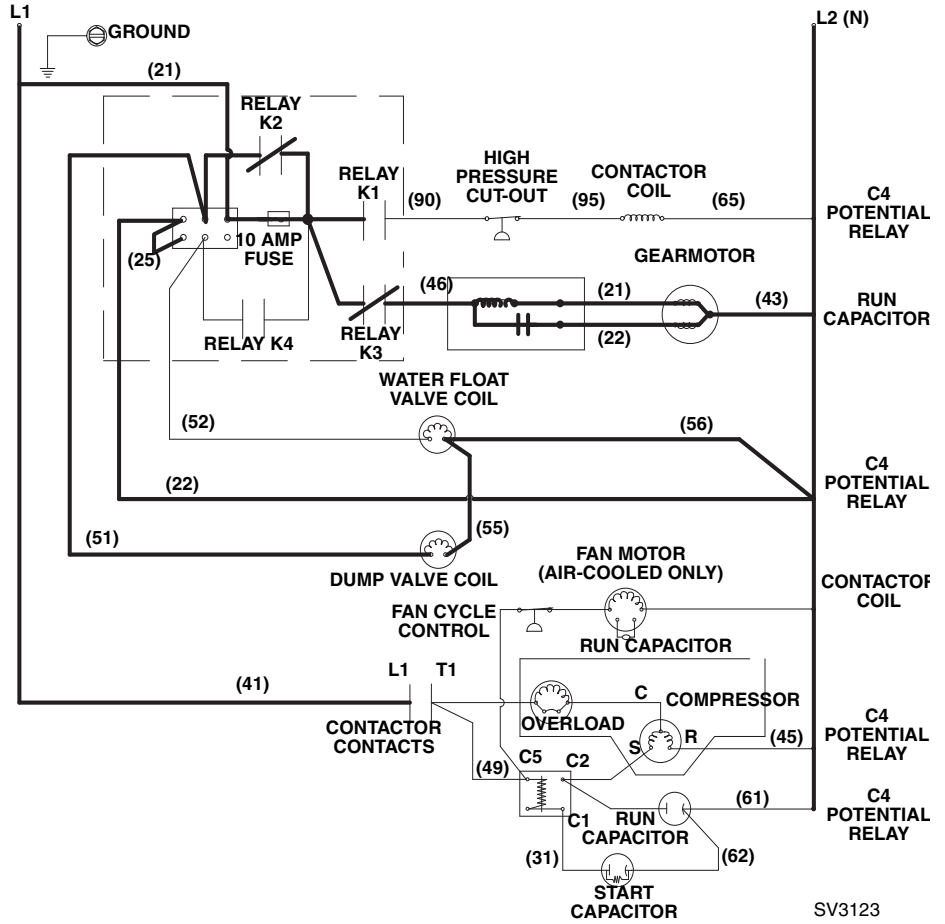 L1
L2 (N)
GROUND
(21)
RELAY
K2
HIGH
PRESSURE
CUT-OUT
CONTACTOR
COIL
RELAY
K1
(90)
(95)
(65)
C4
POTENTIAL
RELAY
10 AMP
FUSE
(25)
GEARMOTOR
(46)
(21)
(43)
RUN
CAPACITOR
(22)
RELAY K4
RELAY
K3
WATER FLOAT
VALVE COIL
(52)
(56)
C4
POTENTIAL
RELAY
(22)
(51)
(55)
DUMP VALVE COIL
FAN MOTOR
(AIR-COOLED ONLY)
CONTACTOR
COIL
FAN CYCLE
CONTROL
RUN CAPACITOR
L1
T1
(41)
C
COMPRESSOR
OVERLOAD
CONTACTOR
CONTACTS
S
R
(45)
C4
POTENTIAL
RELAY
(49)
C5
C2
C1
RUN
CAPACITOR
(61)
C4
POTENTIAL
RELAY
(31)
(62)
START
CAPACITOR
SV3123